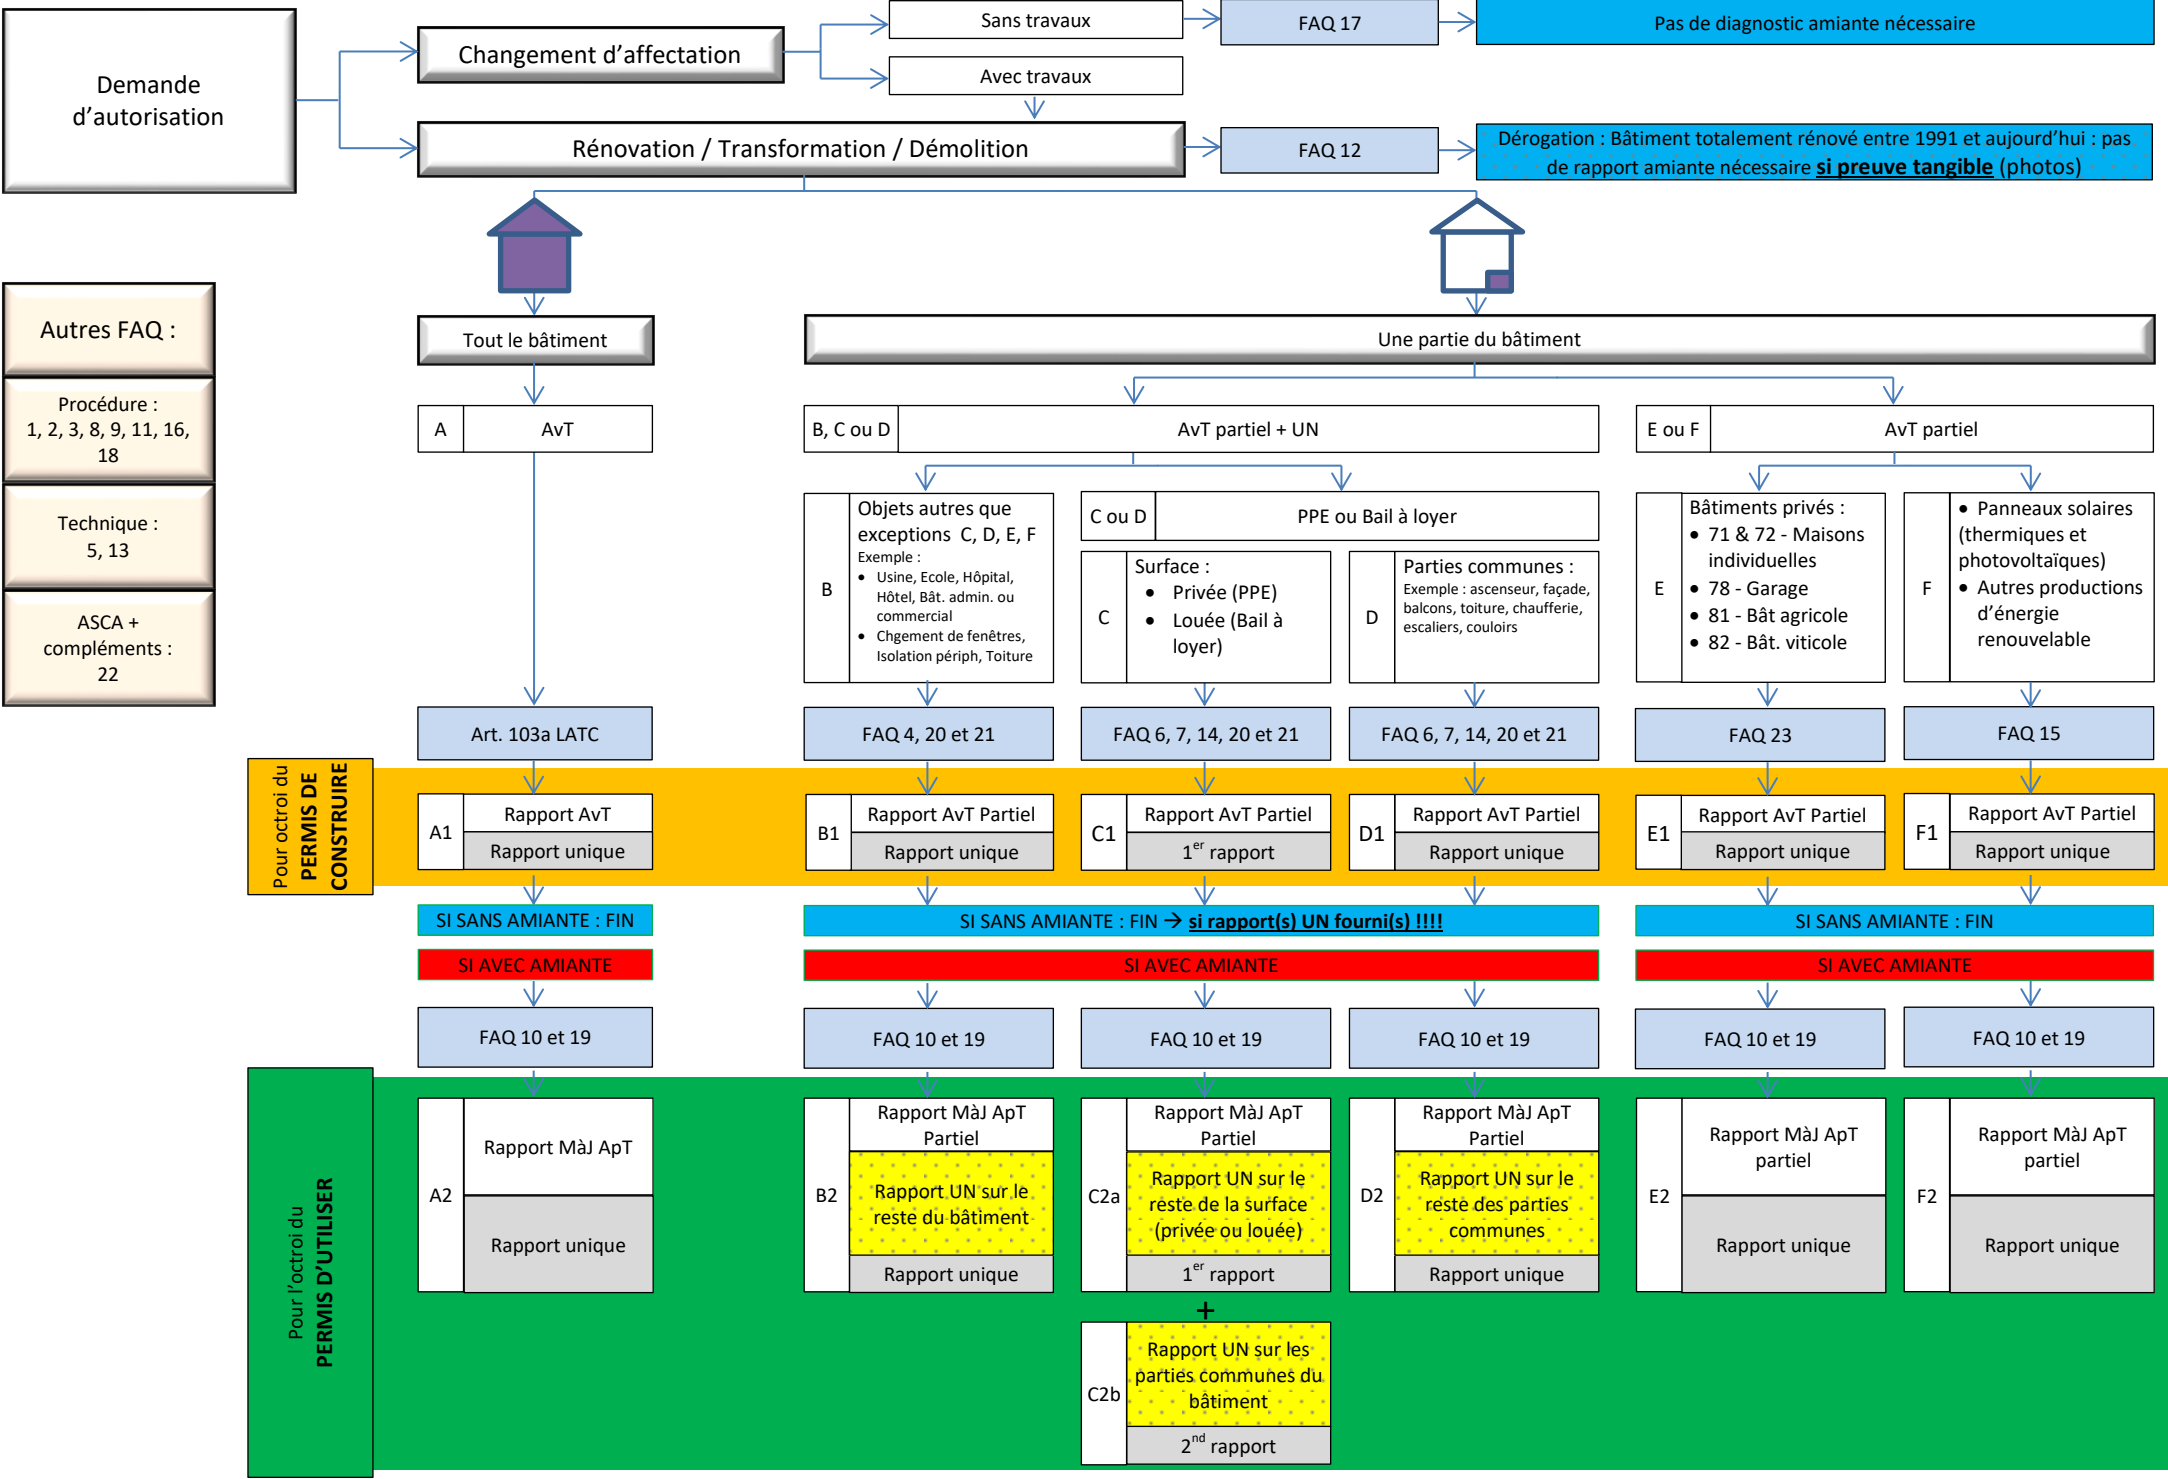 Demande
d'autorisation
Changement d'affectation
Sans travaux
FAQ 17
Pas de diagnostic amiante nécessaire
Avec travaux
Rénovation / Transformation / Démolition
FAQ 12
Dérogation : Bâtiment totalement rénové entre 1991 et aujourd'hui : pas
de rapport amiante nécessaire si preuve tangible (photos)
Autres FAQ :
Procédure :
1, 2, 3, 8, 9, 11, 16,
18
Technique :
5, 13
ASCA +
compléments :
22
Tout le bâtiment
Une partie du bâtiment
A
AvT
B, C ou D
AvT partiel + UN
E ou F
AvT partiel
B
Objets autres que
exceptions C, D, E, F
Exemple :
• Usine, Ecole, Hôpital,
Hôtel, Bât. admin. ou
commercial
• Chgement de fenêtres,
Isolation périph, Toiture
C ou D
PPE ou Bail à loyer
C
Surface :
• Privée (PPE)
• Louée (Bail à
loyer)
D
Parties communes :
Exemple : ascenseur, façade,
balcons, toiture, chaufferie,
escaliers, couloirs
E
Bâtiments privés :
• 71 & 72 - Maisons
individuelles
• 78 - Garage
• 81 - Bât agricole
• 82 - Bât. viticole
F
• Panneaux solaires
(thermiques et
photovoltaïques)
• Autres productions
d'énergie
renouvelable
Art. 103a LATC
FAQ 4, 20 et 21
FAQ 6, 7, 14, 20 et 21
FAQ 6, 7, 14, 20 et 21
FAQ 23
FAQ 15
Pour octroi du
PERMIS DE
CONSTRUIRE
A1
Rapport AvT
Rapport unique
B1
Rapport AvT Partiel
Rapport unique
C1
Rapport AvT Partiel
1er rapport
D1
Rapport AvT Partiel
Rapport unique
E1
Rapport AvT Partiel
Rapport unique
F1
Rapport AvT Partiel
Rapport unique
SI SANS AMIANTE : FIN
SI SANS AMIANTE : FIN → si rapport(s) UN fourni(s) !!!!
SI SANS AMIANTE : FIN
SI AVEC AMIANTE
SI AVEC AMIANTE
SI AVEC AMIANTE
FAQ 10 et 19
FAQ 10 et 19
FAQ 10 et 19
FAQ 10 et 19
FAQ 10 et 19
FAQ 10 et 19
Pour l'octroi du
PERMIS D'UTILISER
A2
Rapport MàJ ApT
Rapport unique
B2
Rapport MàJ ApT
Partiel
Rapport UN sur le
reste du bâtiment
Rapport unique
C2a
Rapport MàJ ApT
Partiel
Rapport UN sur le
reste de la surface
(privée ou louée)
1er rapport
D2
Rapport MàJ ApT
Partiel
Rapport UN sur le
reste des parties
communes
Rapport unique
E2
Rapport MàJ ApT
partiel
Rapport unique
F2
Rapport MàJ ApT
partiel
Rapport unique
+
C2b
Rapport UN sur les
parties communes du
bâtiment
2nd rapport